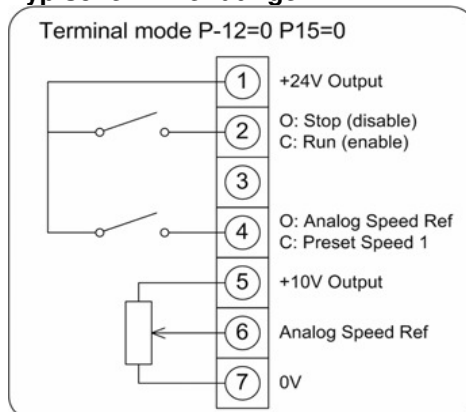 Terminal mode P-12=0 P15=0
1 +24V Output
2 O: Stop (disable)
C: Run (enable)
3
4 O: Analog Speed Ref
C: Preset Speed 1
5 +10V Output
6 Analog Speed Ref
7 0V